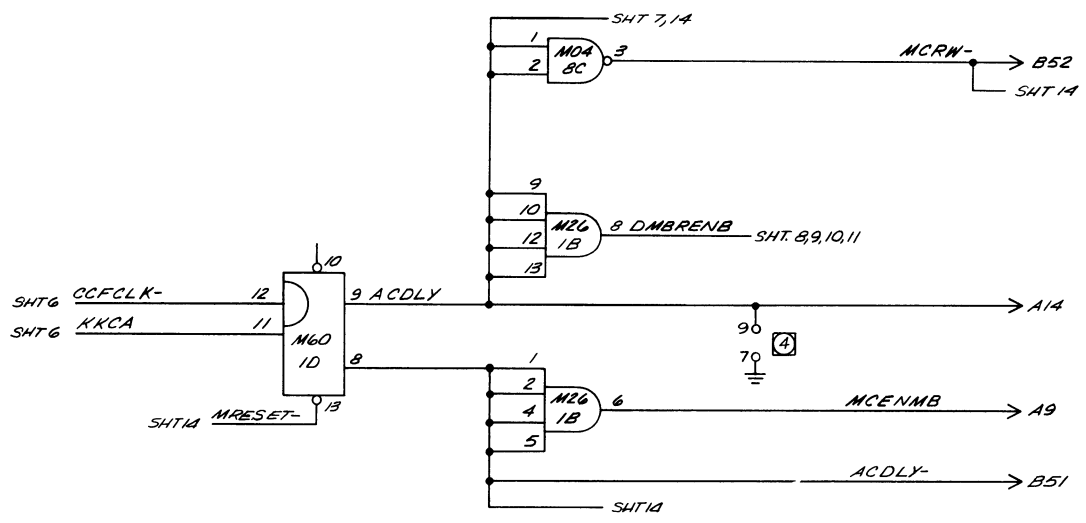 SHT 7,14
1
M04
3
MCRW-
B52
2
8C
SHT 14
9
10
M26
8 DMBRENB
SHT. 8,9,10,11
12
1B
13
10
SHT6 CCFCLK-
12
9 ACDLY
A14
SHT6 KKCA
11
M60
9
4
1D
7
8
1
2
M26
6
MCENMB
A9
SHT14 MRESET-
13
4
1B
5
ACDLY-
B51
SHT14